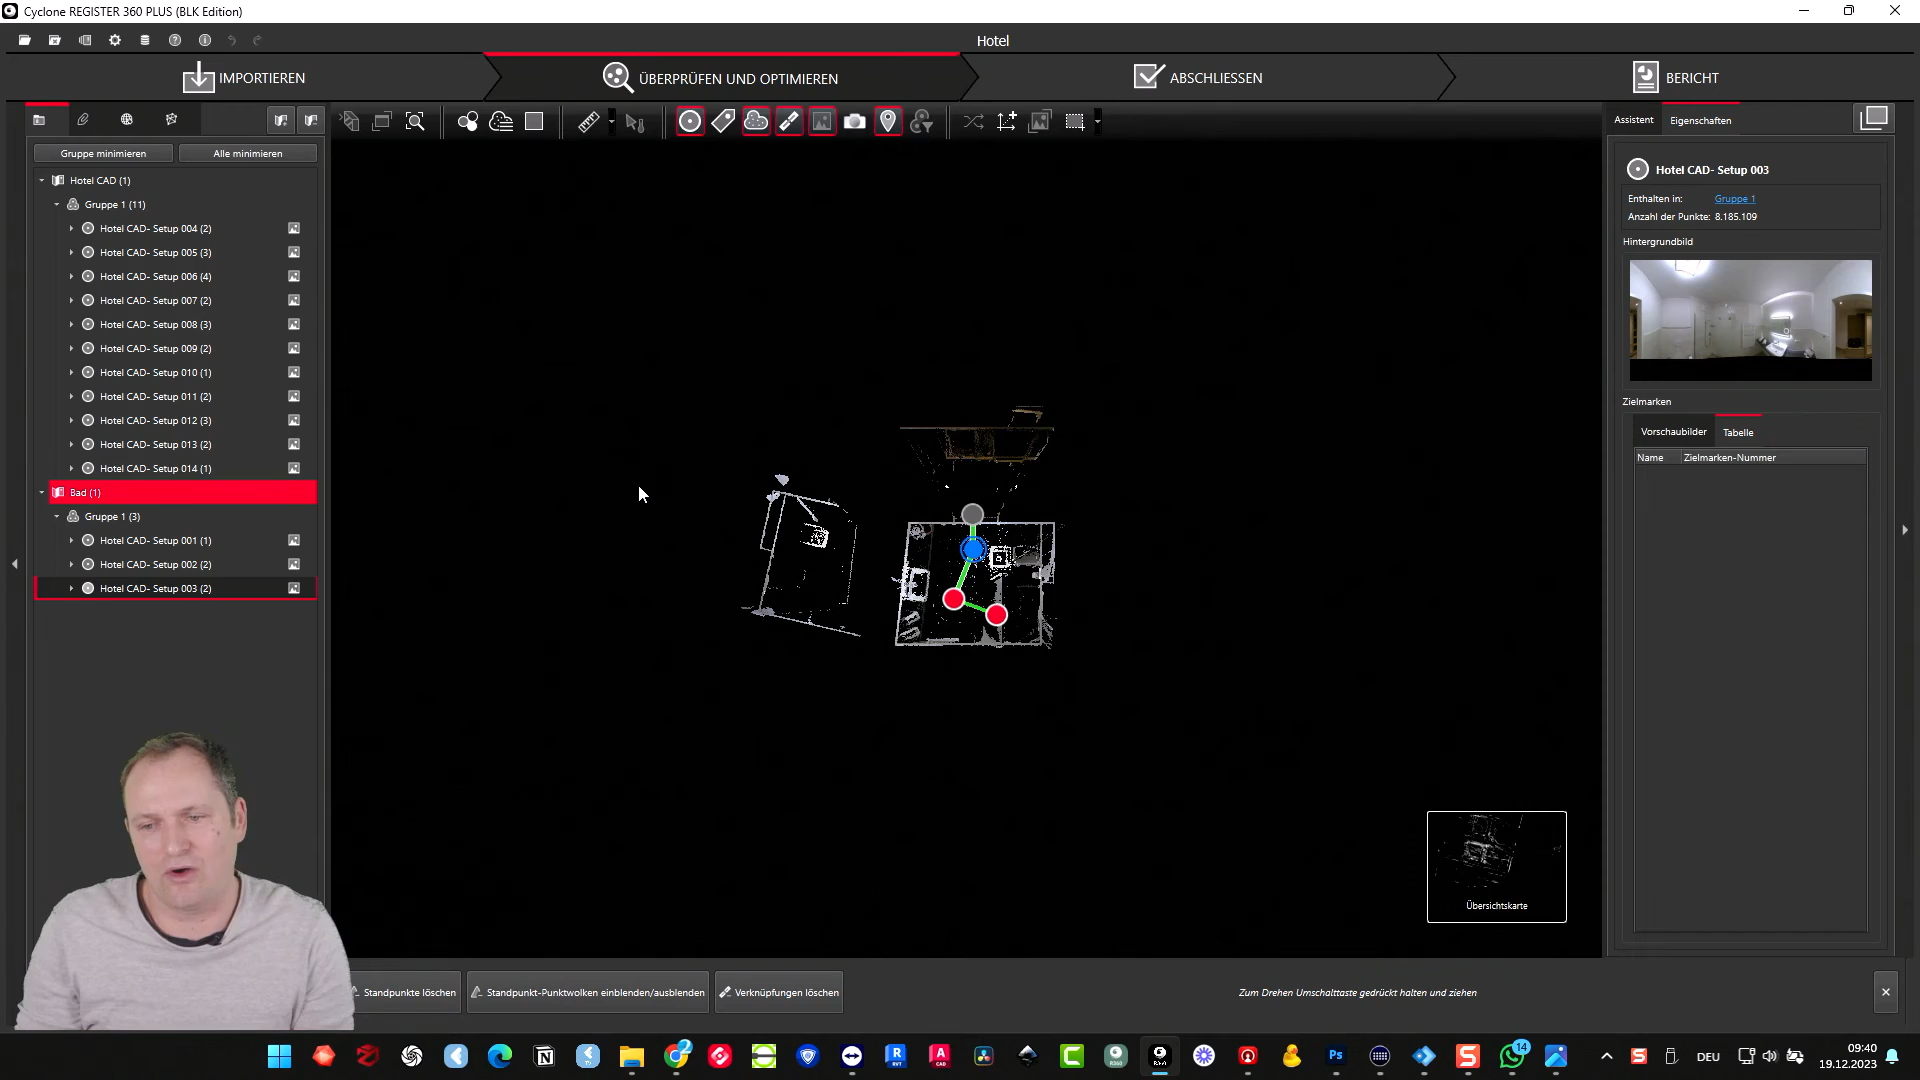 Cyclone REGISTER 360 PLUS (BLK Edition)
Hotel
IMPORTIEREN
ÜBERPRÜFEN UND OPTIMIEREN
ABSCHLIESSEN
BERICHT
Gruppe minimieren
Alle minimieren
Hotel CAD (1)
Gruppe 1 (11)
Hotel CAD- Setup 004 (2)
Hotel CAD- Setup 005 (3)
Hotel CAD- Setup 006 (4)
Hotel CAD- Setup 007 (2)
Hotel CAD- Setup 008 (3)
Hotel CAD- Setup 009 (2)
Hotel CAD- Setup 010 (1)
Hotel CAD- Setup 011 (2)
Hotel CAD- Setup 012 (3)
Hotel CAD- Setup 013 (2)
Hotel CAD- Setup 014 (1)
Bad (1)
Gruppe 1 (3)
Hotel CAD- Setup 001 (1)
Hotel CAD- Setup 002 (2)
Hotel CAD- Setup 003 (2)
Übersichtskarte
Assistent
Eigenschaften
Hotel CAD- Setup 003
Enthalten in: Gruppe 1
Anzahl der Punkte: 8.185.109
Hintergrundbild
Zielmarken
Vorschaubilder
Tabelle
Name
Zielmarken-Nummer
Standpunkte löschen
Standpunkt-Punktwolken einblenden/ausblenden
Verknüpfungen löschen
Zum Drehen Umschalttaste gedrückt halten und ziehen
2
14
DEU
09:40
19.12.2023